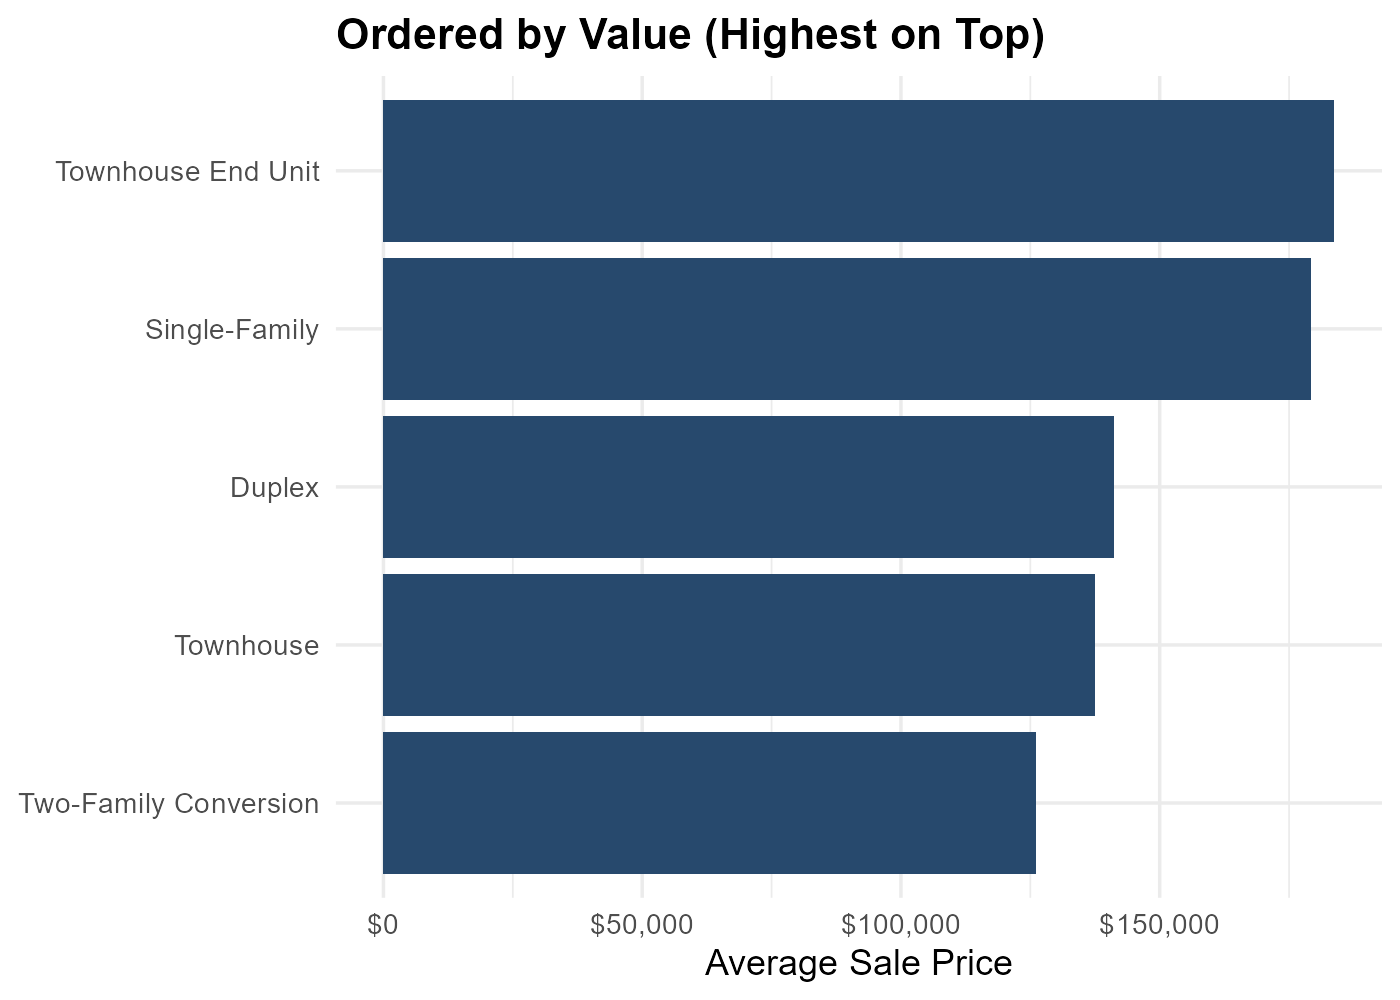 Ordered by Value (Highest on Top)
Townhouse End Unit
Single-Family
Duplex
Townhouse
Two-Family Conversion
$0 $50,000 $100,000 $150,000
Average Sale Price